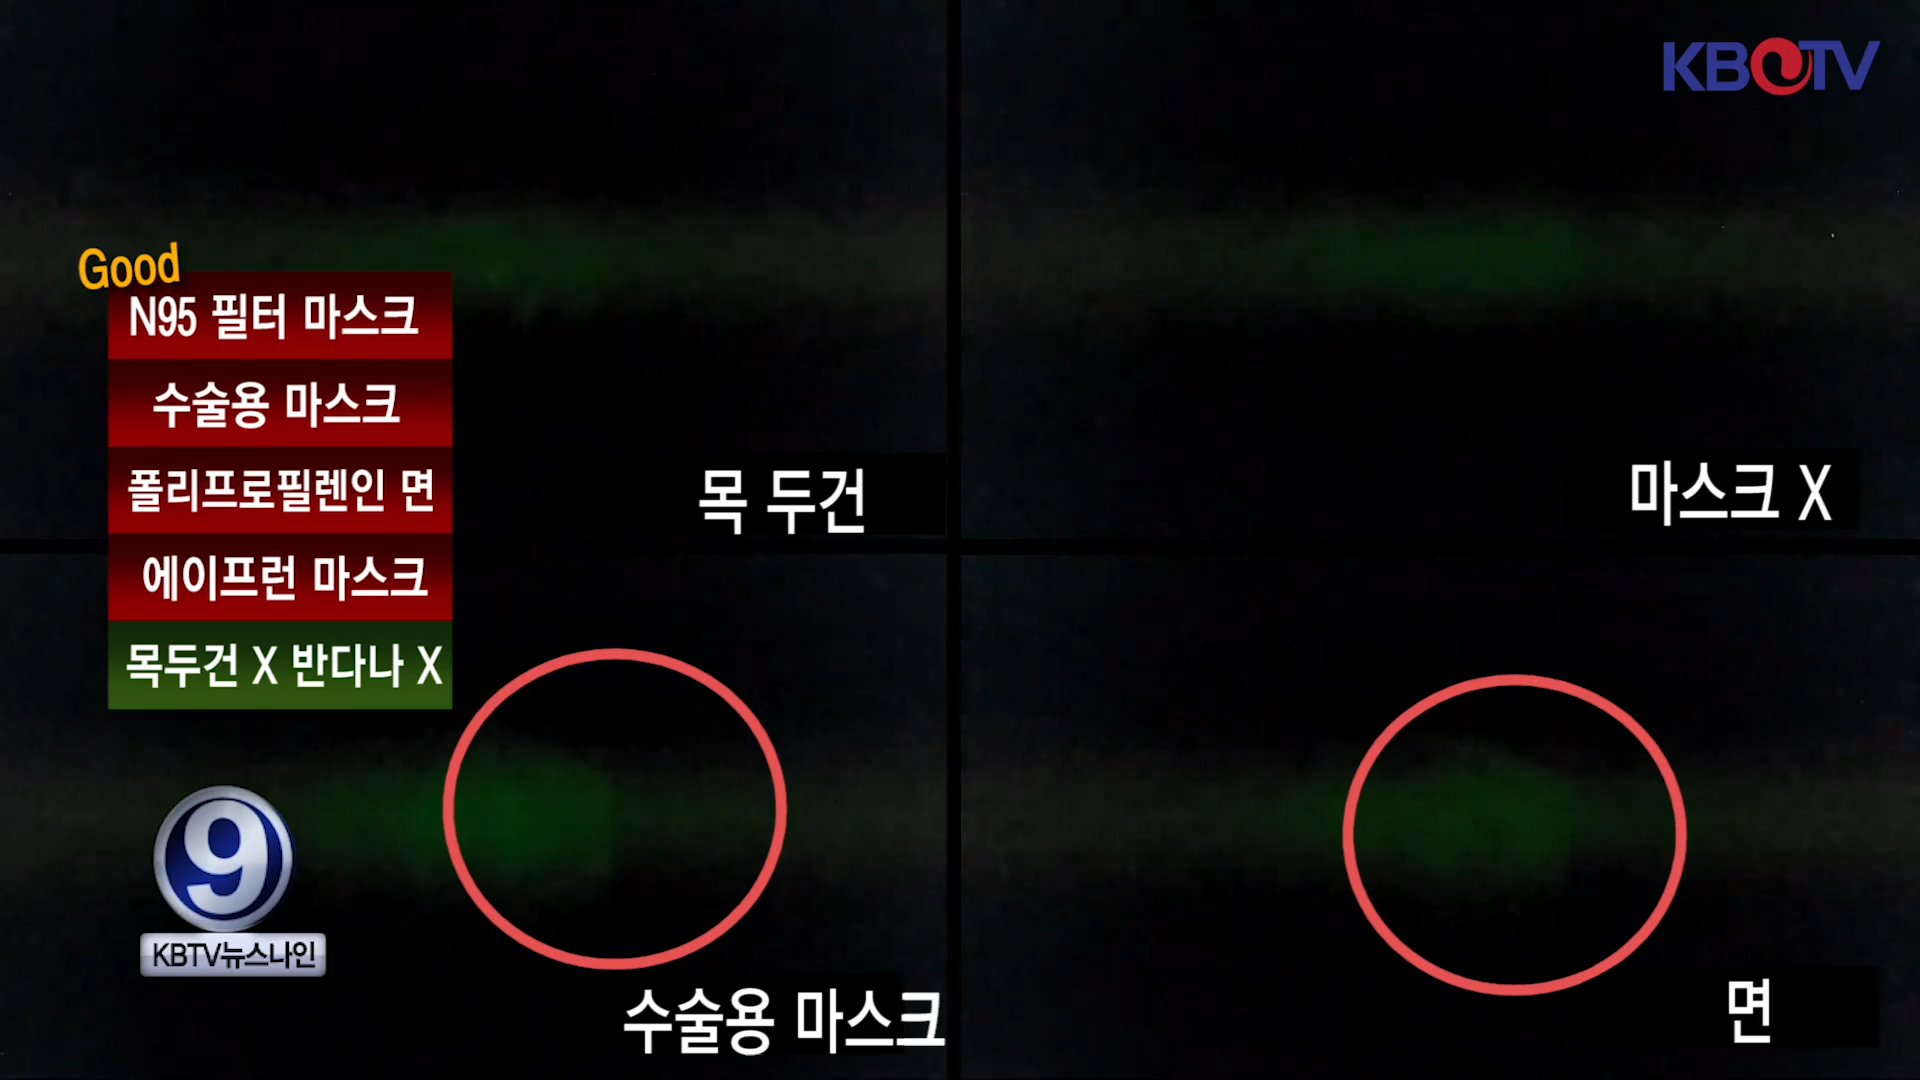 KBTV
Good
N95 필터 마스크
수술용 마스크
폴리프로필렌인 면
에이프런 마스크
목두건 X 반다나 X
목 두건
마스크 X
9
KBTV뉴스나인
수술용 마스크
면